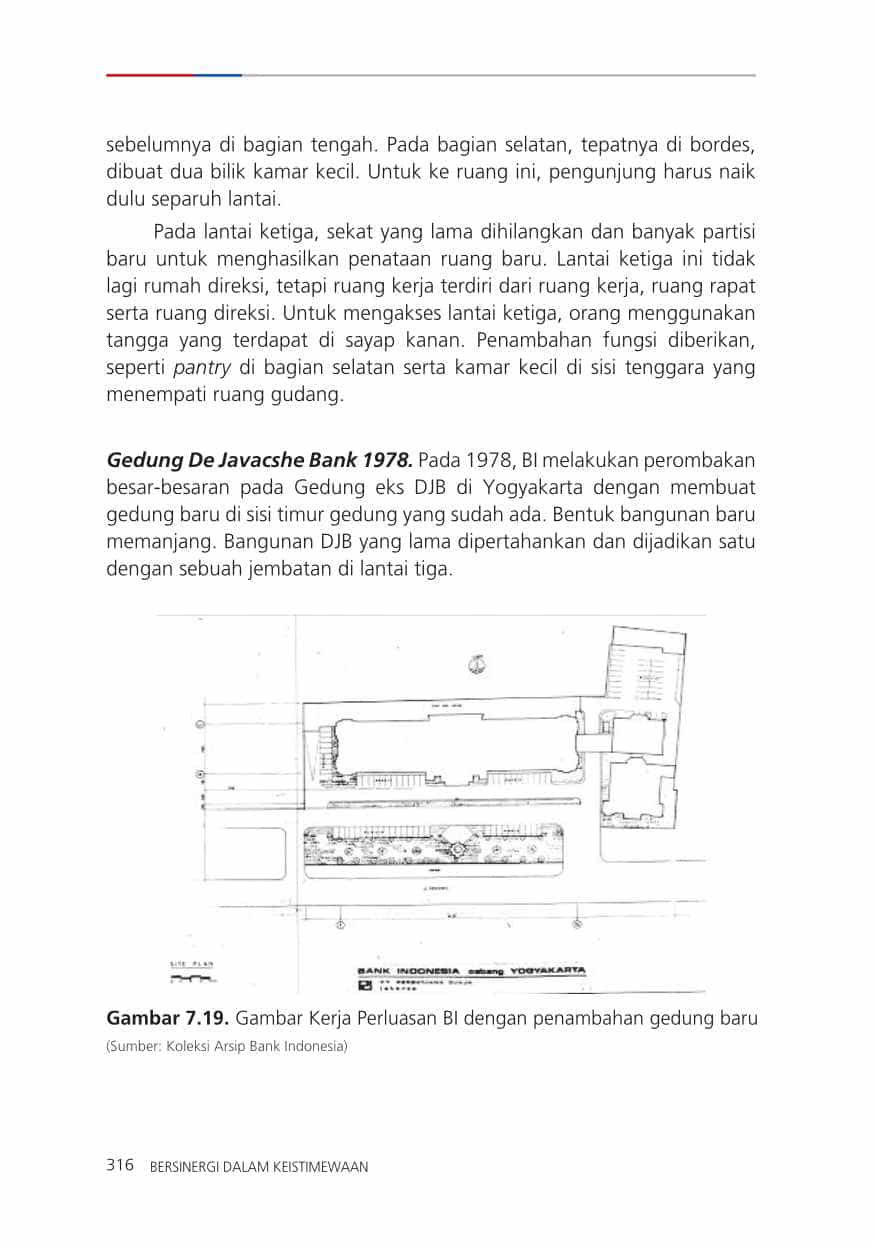 sebelumnya di bagian tengah. Pada bagian selatan, tepatnya di bordes,
dibuat dua bilik kamar kecil. Untuk ke ruang ini, pengunjung harus naik
dulu separuh lantai.
Pada lantai ketiga, sekat yang lama dihilangkan dan banyak partisi
baru untuk menghasilkan penataan ruang baru. Lantai ketiga ini tidak
lagi rumah direksi, tetapi ruang kerja terdiri dari ruang kerja, ruang rapat
serta ruang direksi. Untuk mengakses lantai ketiga, orang menggunakan
tangga yang terdapat di sayap kanan. Penambahan fungsi diberikan,
seperti pantry di bagian selatan serta kamar kecil di sisi tenggara yang
menempati ruang gudang.
Gedung De Javacshe Bank 1978. Pada 1978, BI melakukan perombakan
besar-besaran pada Gedung eks DJB di Yogyakarta dengan membuat
gedung baru di sisi timur gedung yang sudah ada. Bentuk bangunan baru
memanjang. Bangunan DJB yang lama dipertahankan dan dijadikan satu
dengan sebuah jembatan di lantai tiga.
SITE PLAN
BANK INDONESIA cabang YOGYAKARTA
Gambar 7.19. Gambar Kerja Perluasan BI dengan penambahan gedung baru
(Sumber: Koleksi Arsip Bank Indonesia)
316 BERSINERGI DALAM KEISTIMEWAAN